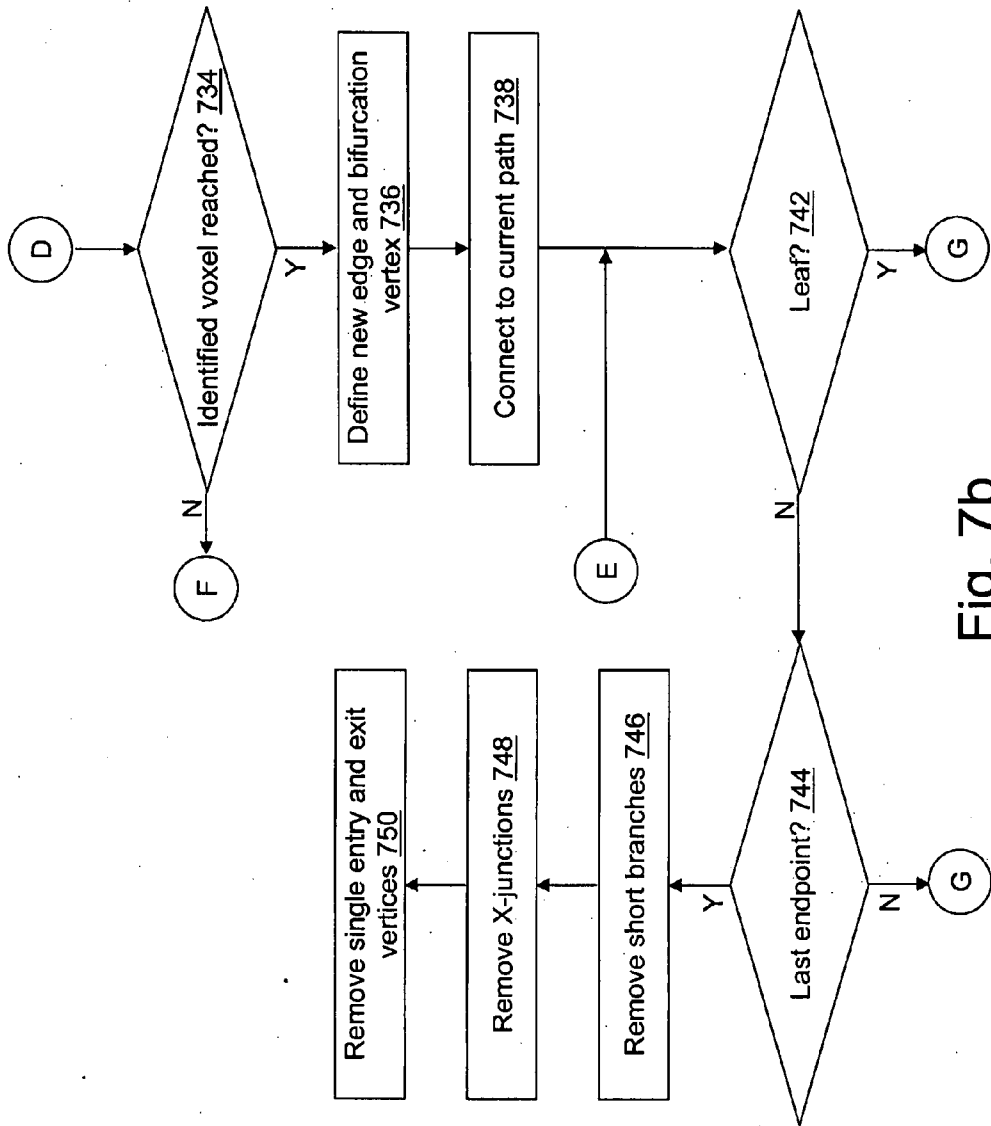 D
Identified voxel reached? 734
N
F
Y
Define new edge and bifurcation
vertex 736
Connect to current path 738
E
Leaf? 742
N
Y
G
Last endpoint? 744
N
G
Y
Remove short branches 746
Remove X-junctions 748
Remove single entry and exit
vertices 750
Fig. 7b